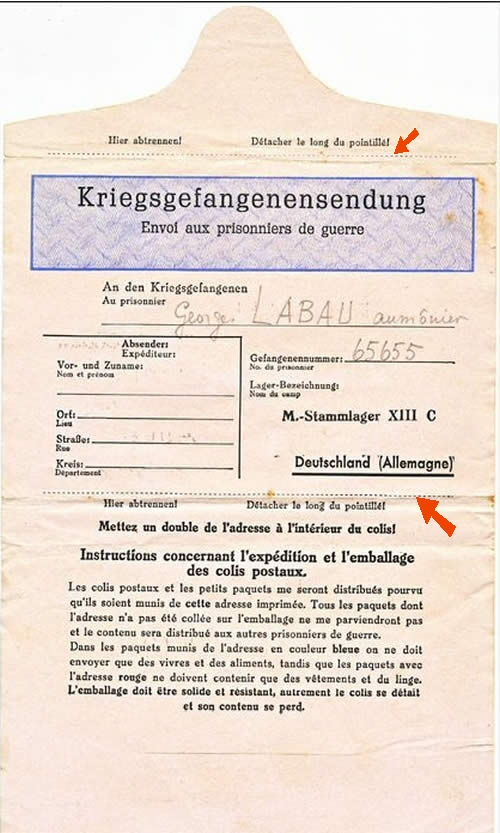 Hier abtrennen! Détacher le long du pointillé!
Kriegsgefangenensendung
Envoi aux prisonniers de guerre
An den Kriegsgefangenen
Au prisonnier
Georges LABAU aumônier
Absender:
Expéditeur:
Vor- und Zuname:
Nom et prénom
Ort:
Lieu
Straße:
Rue
Kreis:
Département
Gefangenennummer: 65655
No. du prisonnier
Lager-Bezeichnung:
Nom du camp
M.-Stammlager XIII C
Deutschland (Allemagne)
Hier abtrennen! Détacher le long du pointillé!
Mettez un double de l'adresse à l'intérieur du colis!
Instructions concernant l'expédition et l'emballage
des colis postaux.
Les colis postaux et les petits paquets me seront distribués pourvu
qu'ils soient munis de cette adresse imprimée. Tous les paquets dont
l'adresse n'a pas été collée sur l'emballage ne me parviendront pas
et le contenu sera distribué aux autres prisonniers de guerre.
Dans les paquets munis de l'adresse en couleur bleue on ne doit
envoyer que des vivres et des aliments, tandis que les paquets avec
l'adresse rouge ne doivent contenir que des vêtements et du linge.
L'emballage doit être solide et résistant, autrement le colis se défait
et son contenu se perd.